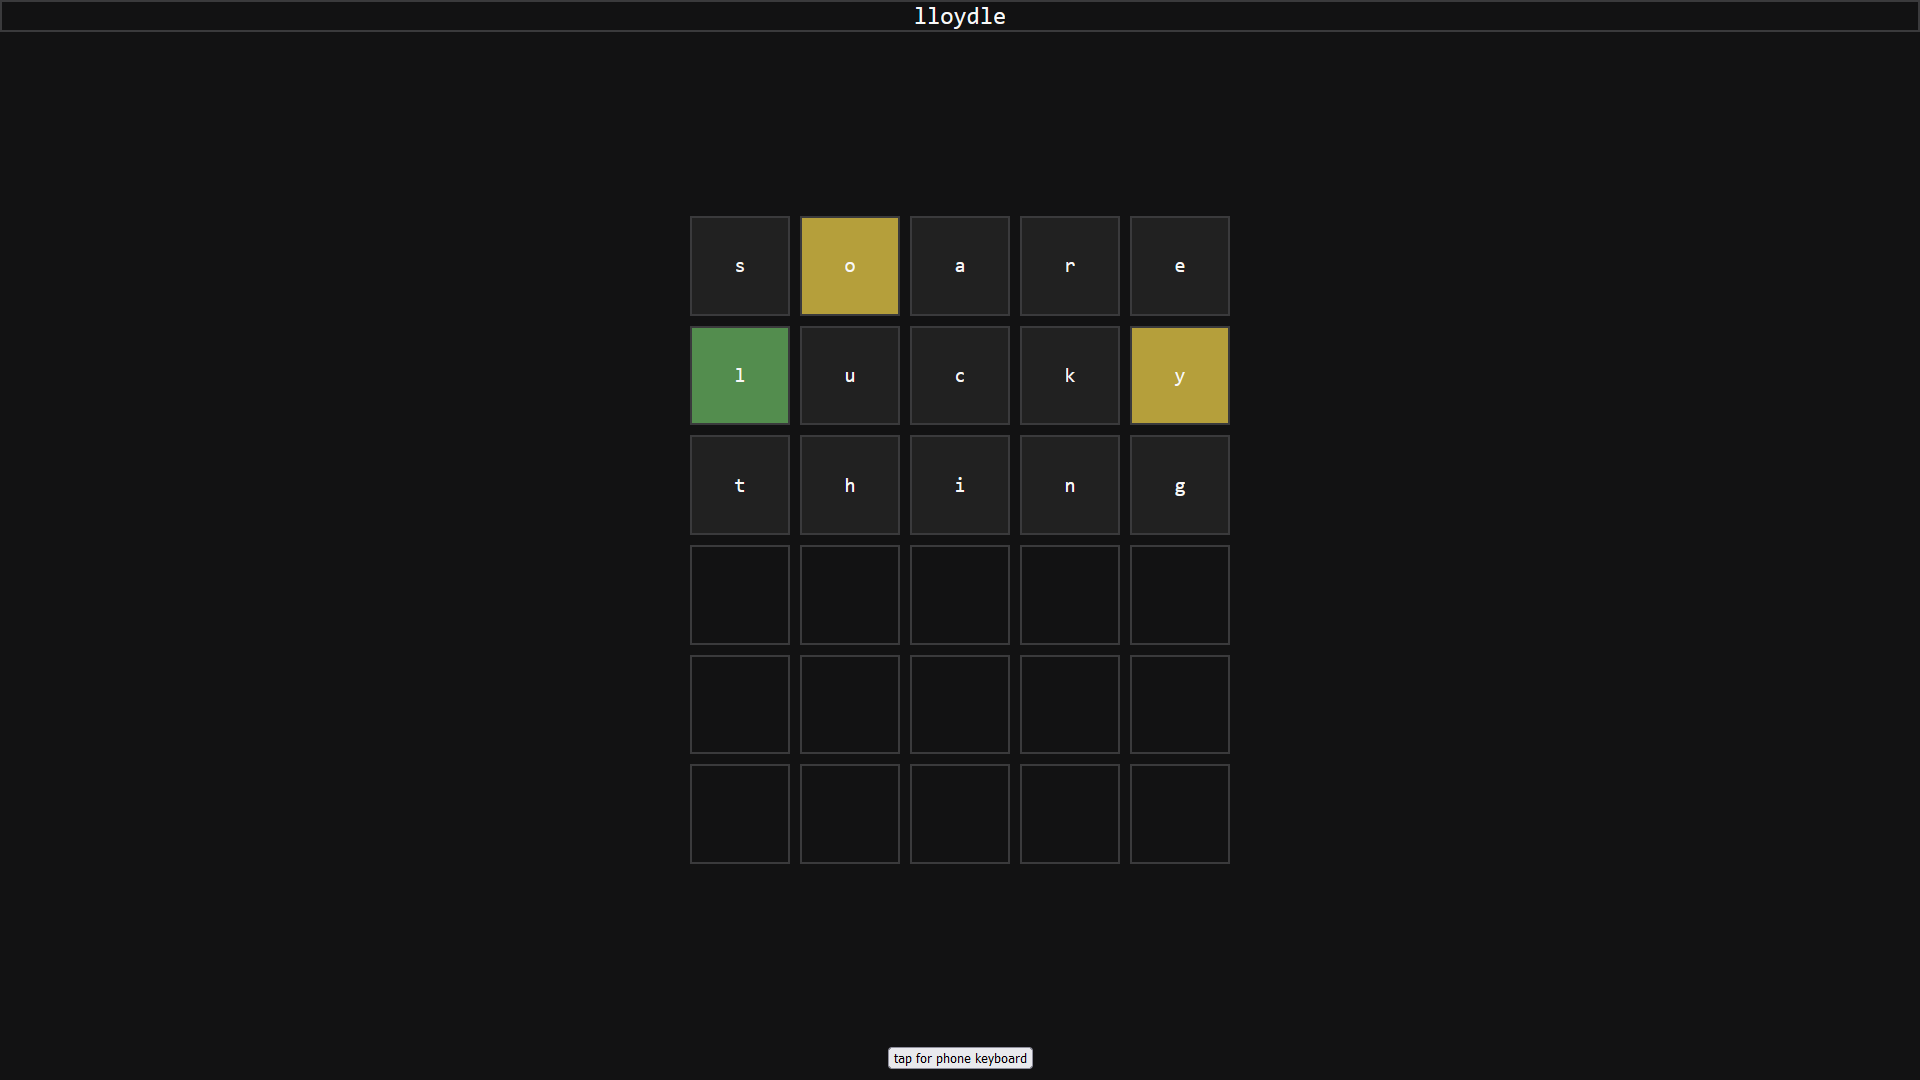 lloydle
s o a r e
l u c k y
t h i n g
tap for phone keyboard